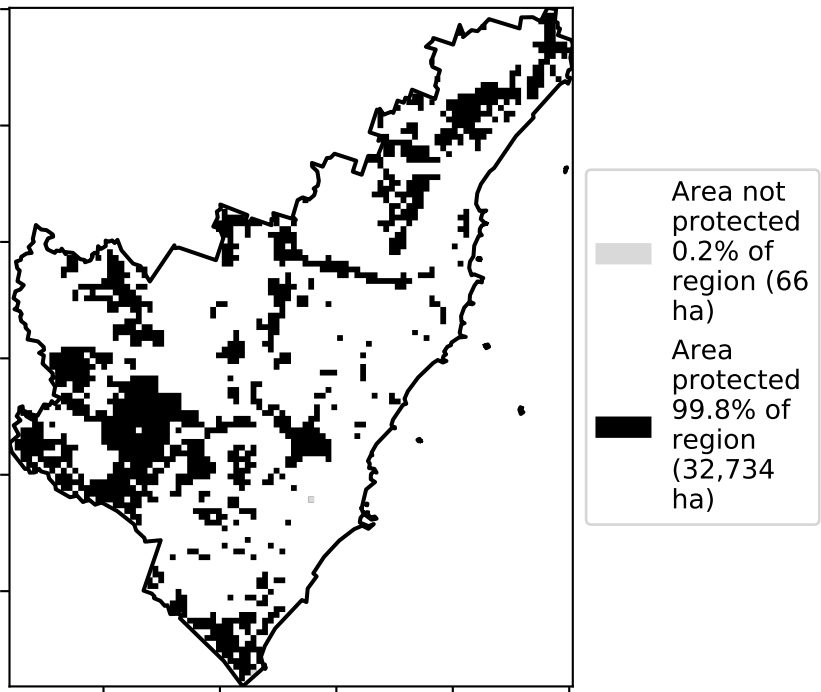 Area not
protected
0.2% of
region (66
ha)
Area
protected
99.8% of
region
(32,734
ha)